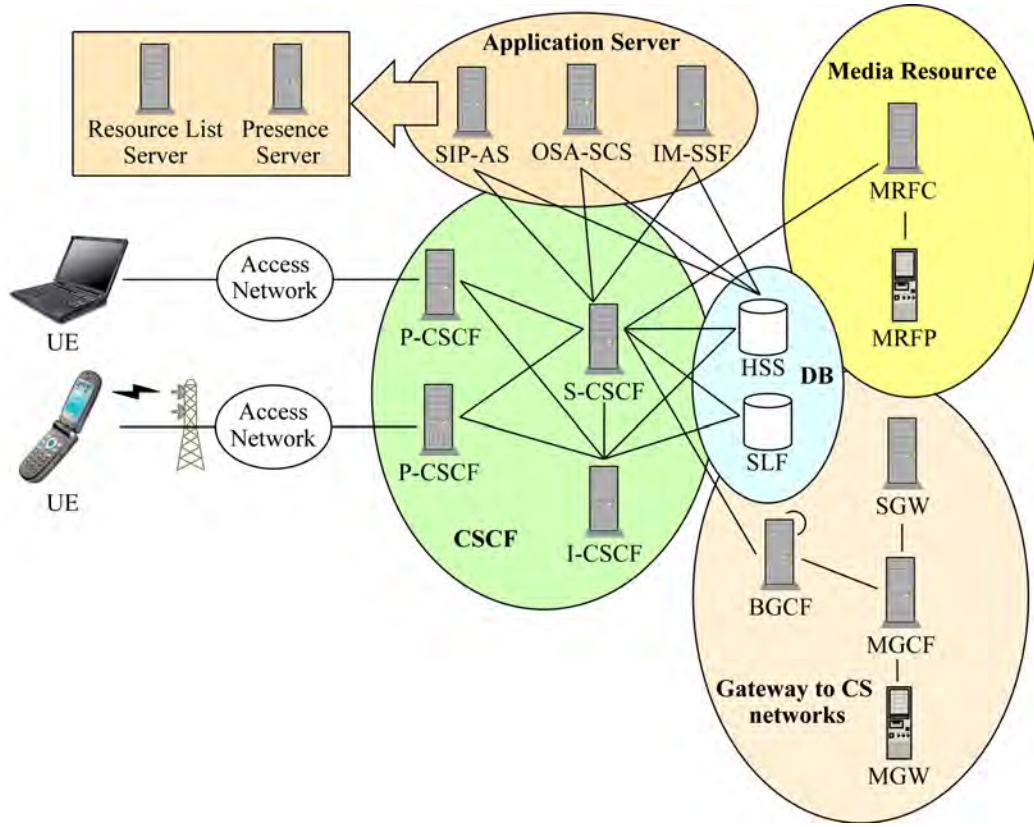 Application Server
Media Resource
Resource List
Server
Presence
Server
SIP-AS
OSA-SCS
IM-SSF
MRFC
Access
Network
UE
P-CSCF
S-CSCF
HSS
DB
MRFP
Access
Network
UE
P-CSCF
SLF
SGW
CSCF
I-CSCF
BGCF
MGCF
Gateway to CS
networks
MGW